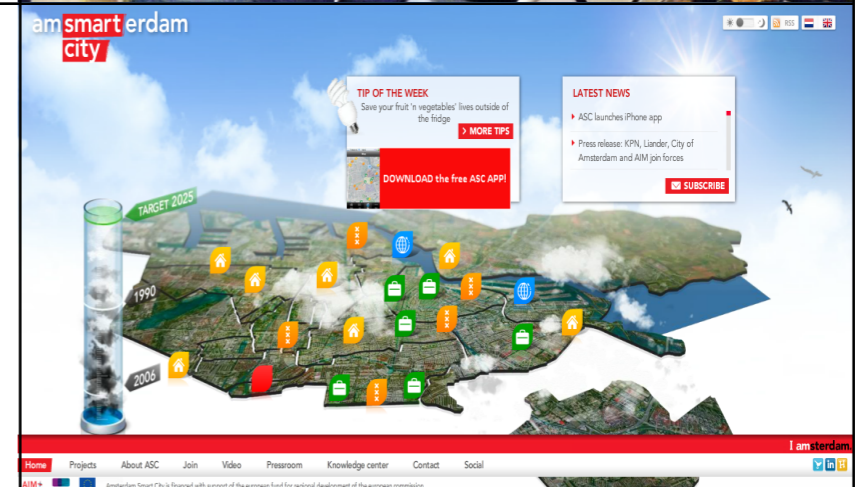 am smart erdam
city
RSS
TIP OF THE WEEK
Save your fruit 'n vegetables' lives outside of
the fridge
> MORE TIPS
DOWNLOAD the free ASC APP!
LATEST NEWS
ASC launches iPhone app
Press release: KPN, Liander, City of
Amsterdam and AIM join forces
SUBSCRIBE
TARGET 2025
1990
2006
I amsterdam.
Home Projects About ASC Join Video Pressroom Knowledge center Contact Social
AIM+ Amsterdam Smart City is financed with support of the european fund for regional development of the european commission